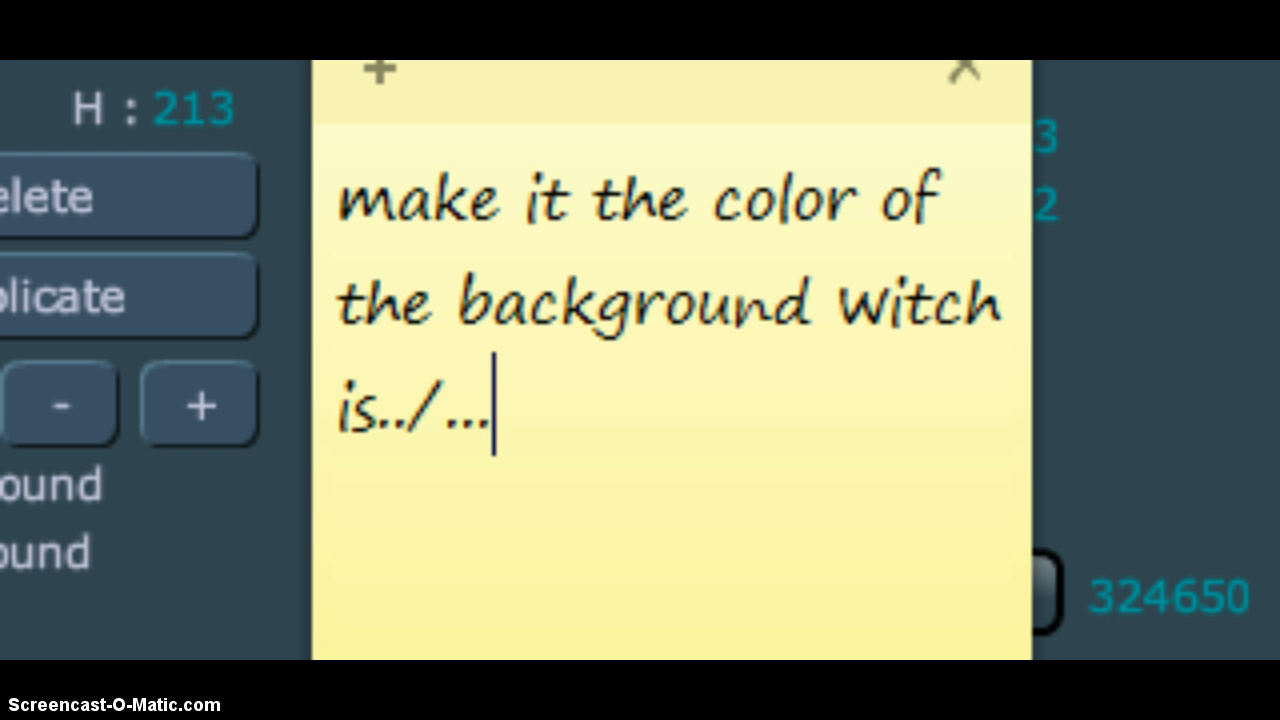 H : 213
elete
plicate
- +
ound
ound
+ ×
make it the color of
the background witch
is../...
3
2
324650
Screencast-O-Matic.com